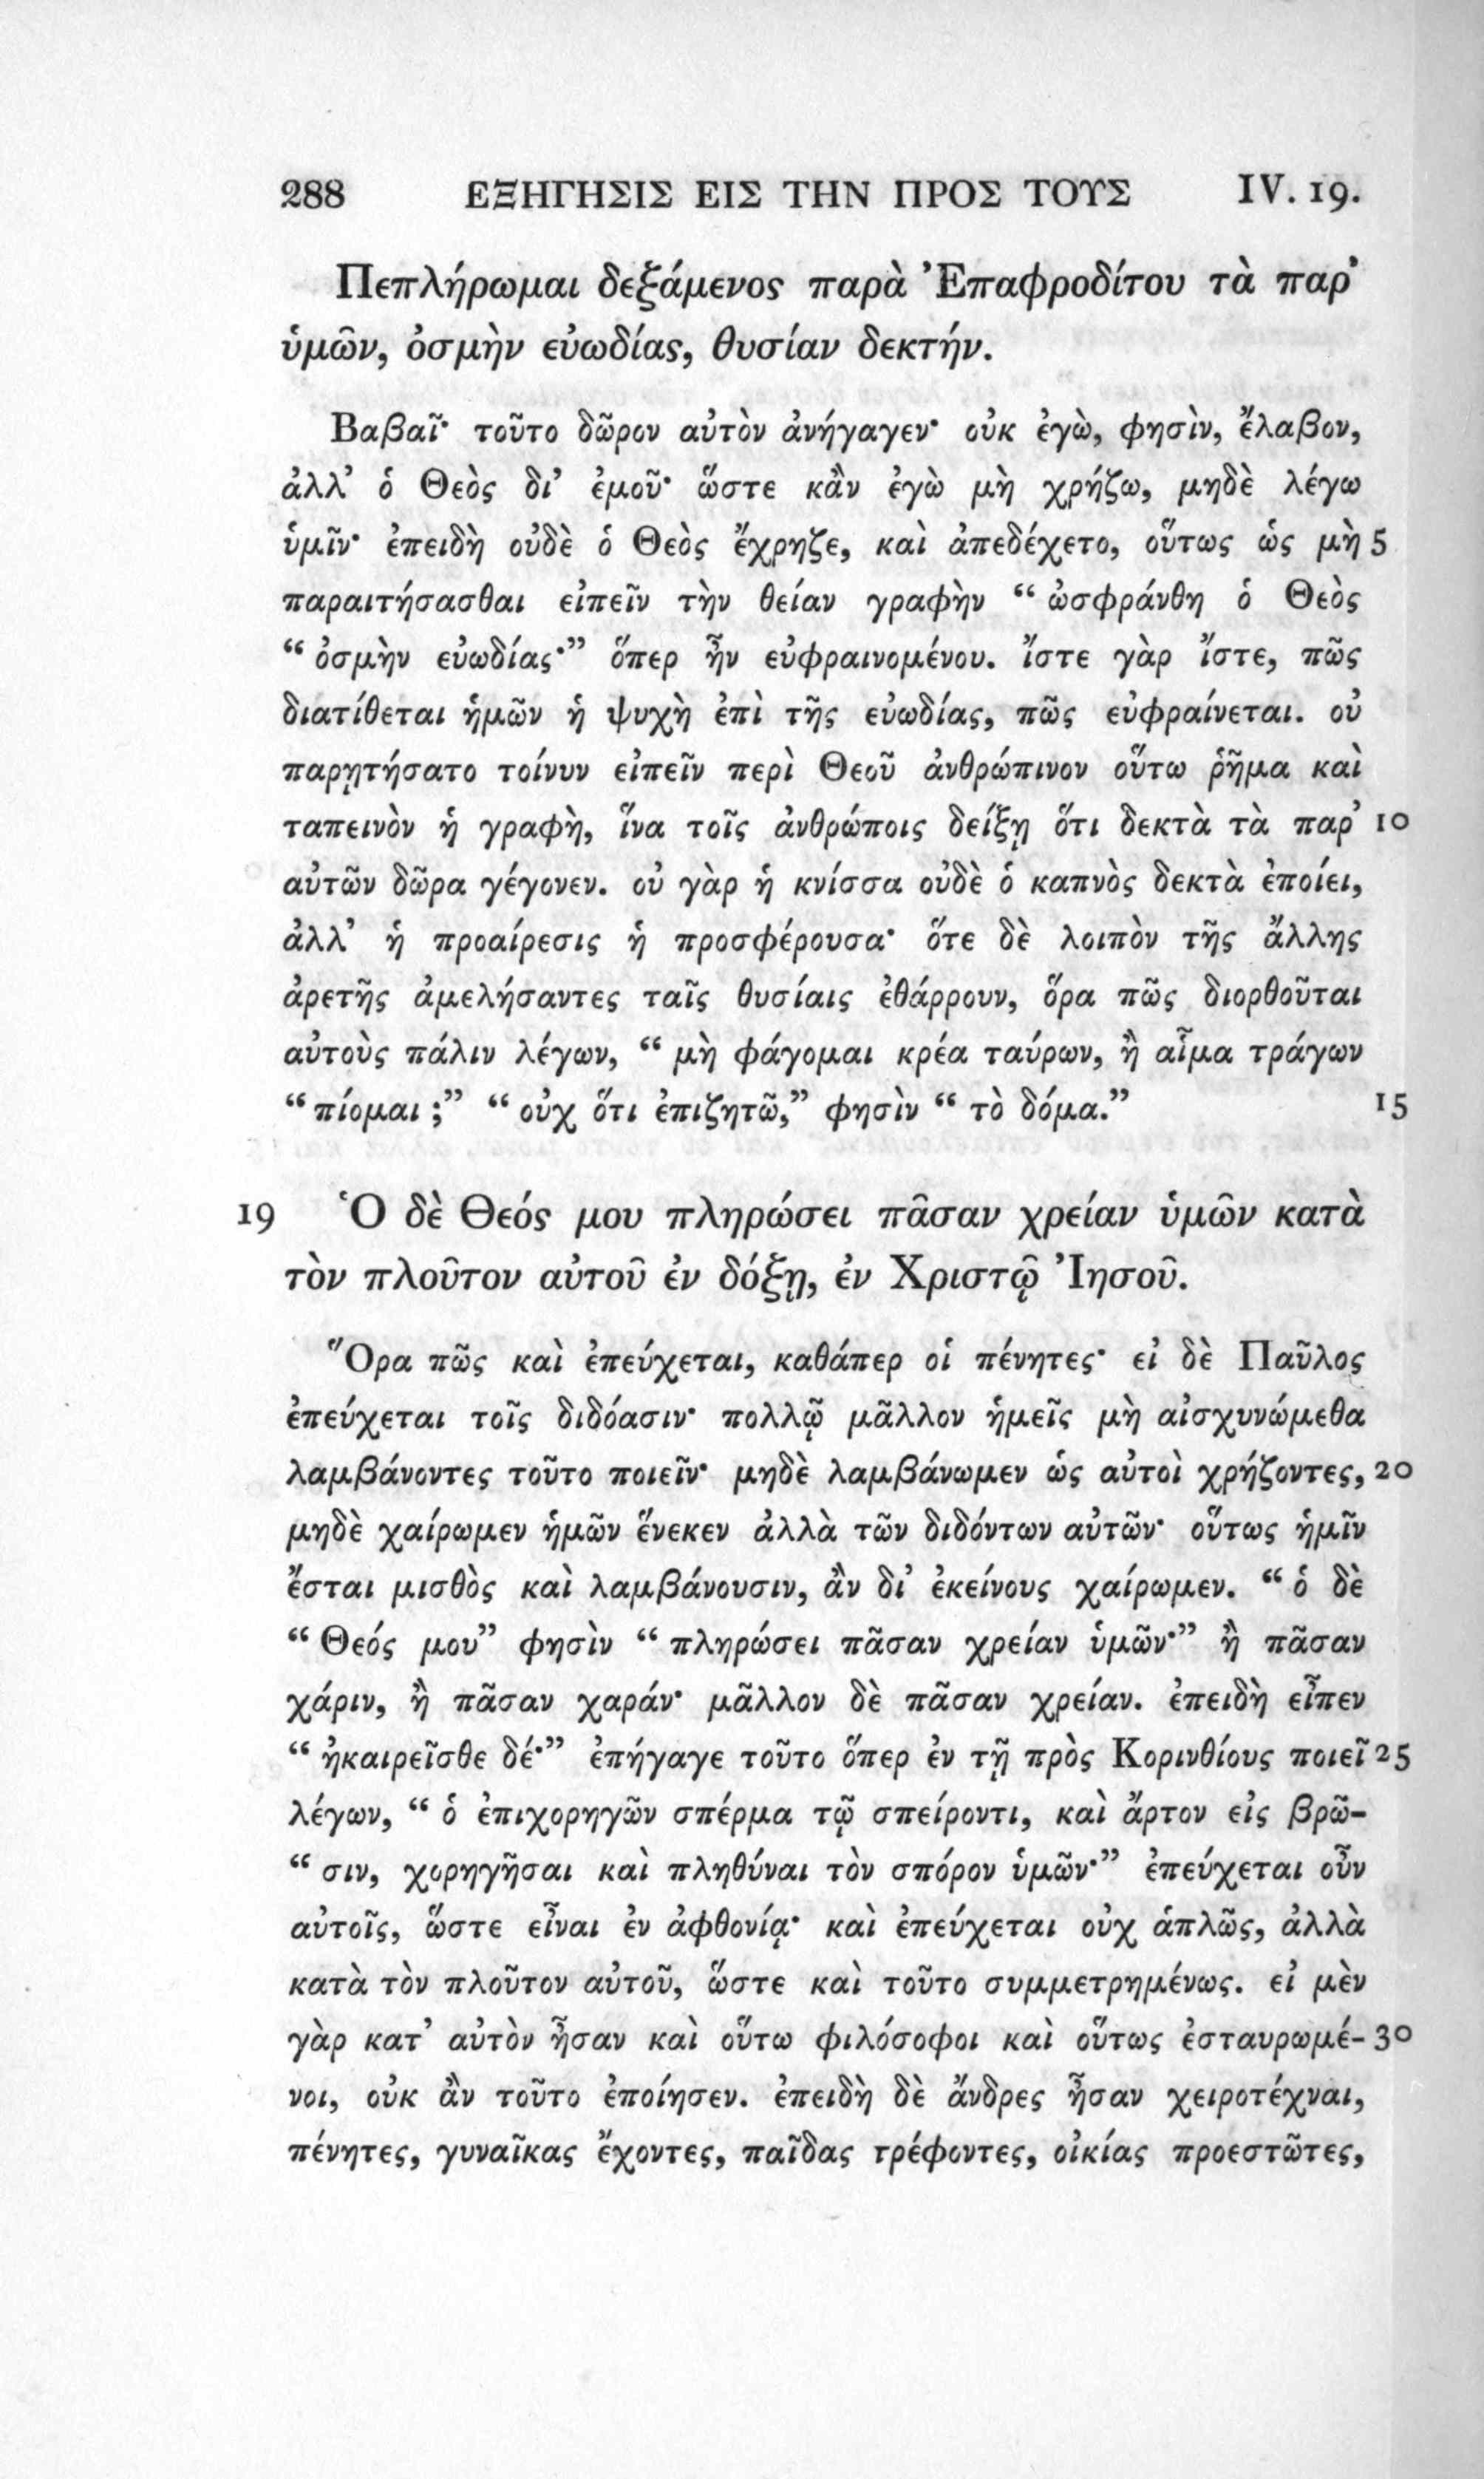 288 ΕΞΗΓΗΣΙΣ ΕΙΣ ΤΗΝ ΠΡΟΣ ΤΟΥΣ IV. 19.
Πεπλήρωμαι δεξάμενος παρὰ Ἐπαφροδίτου τὰ παρ’
ὑμῶν, ὀσμὴν εὐωδίας, θυσίαν δεκτήν.
Βαβαῖ· τοῦτο δῶρον αὐτὸν ἀνήγαγεν· οὐκ ἐγὼ, φησὶν, ἔλαβον,
ἀλλ’ ὁ Θεὸς δι’ ἐμοῦ· ὥστε κἂν ἐγὼ μὴ χρήζω, μηδὲ λέγω
ὑμῖν· ἐπειδὴ οὐδὲ ὁ Θεὸς ἔχρηζε, καὶ ἀπεδέχετο, οὕτως ὡς μὴ 5
παραιτήσασθαι εἰπεῖν τὴν θείαν γραφὴν “ ὠσφράνθη ὁ Θεὸς
“ ὀσμὴν εὐωδίας·” ὅπερ ἦν εὐφραινομένου. ἴστε γὰρ ἴστε, πῶς
διατίθεται ἡμῶν ἡ ψυχὴ ἐπὶ τῆς εὐωδίας, πῶς εὐφραίνεται. οὐ
παρῃτήσατο τοίνυν εἰπεῖν περὶ Θεοῦ ἀνθρώπινον οὕτω ῥῆμα καὶ
ταπεινὸν ἡ γραφὴ, ἵνα τοῖς ἀνθρώποις δείξῃ ὅτι δεκτὰ τὰ παρ’ 10
αὐτῶν δῶρα γέγονεν. οὐ γὰρ ἡ κνίσσα οὐδὲ ὁ καπνὸς δεκτὰ ἐποίει,
ἀλλ’ ἡ προαίρεσις ἡ προσφέρουσα· ὅτε δὲ λοιπὸν τῆς ἄλλης
ἀρετῆς ἀμελήσαντες ταῖς θυσίαις ἐθάρρουν, ὅρα πῶς διορθοῦται
αὐτοὺς πάλιν λέγων, “ μὴ φάγομαι κρέα ταύρων, ἢ αἷμα τράγων
“ πίομαι ;” “ οὐχ ὅτι ἐπιζητῶ,” φησὶν “ τὸ δόμα.” 15
19 Ὁ δὲ Θεός μου πληρώσει πᾶσαν χρείαν ὑμῶν κατὰ
τὸν πλοῦτον αὐτοῦ ἐν δόξῃ, ἐν Χριστῷ Ἰησοῦ.
Ὅρα πῶς καὶ ἐπεύχεται, καθάπερ οἱ πένητες· εἰ δὲ Παῦλος
ἐπεύχεται τοῖς διδόασιν· πολλῷ μᾶλλον ἡμεῖς μὴ αἰσχυνώμεθα
λαμβάνοντες τοῦτο ποιεῖν· μηδὲ λαμβάνωμεν ὡς αὐτοὶ χρήζοντες, 20
μηδὲ χαίρωμεν ἡμῶν ἕνεκεν ἀλλὰ τῶν διδόντων αὐτῶν· οὕτως ἡμῖν
ἔσται μισθὸς καὶ λαμβάνουσιν, ἂν δι’ ἐκείνους χαίρωμεν. “ ὁ δὲ
“ Θεός μου” φησὶν “ πληρώσει πᾶσαν χρείαν ὑμῶν·” ἢ πᾶσαν
χάριν, ἢ πᾶσαν χαράν· μᾶλλον δὲ πᾶσαν χρείαν. ἐπειδὴ εἶπεν
“ ἠκαιρεῖσθε δέ·” ἐπήγαγε τοῦτο ὅπερ ἐν τῇ πρὸς Κορινθίους ποιεῖ 25
λέγων, “ ὁ ἐπιχορηγῶν σπέρμα τῷ σπείροντι, καὶ ἄρτον εἰς βρῶ-
“ σιν, χορηγῆσαι καὶ πληθύναι τὸν σπόρον ὑμῶν·” ἐπεύχεται οὖν
αὐτοῖς, ὥστε εἶναι ἐν ἀφθονίᾳ· καὶ ἐπεύχεται οὐχ ἁπλῶς, ἀλλὰ
κατὰ τὸν πλοῦτον αὐτοῦ, ὥστε καὶ τοῦτο συμμετρημένως. εἰ μὲν
γὰρ κατ’ αὐτὸν ἦσαν καὶ οὕτω φιλόσοφοι καὶ οὕτως ἐσταυρωμέ- 30
νοι, οὐκ ἂν τοῦτο ἐποίησεν. ἐπειδὴ δὲ ἄνδρες ἦσαν χειροτέχναι,
πένητες, γυναῖκας ἔχοντες, παῖδας τρέφοντες, οἰκίας προεστῶτες,